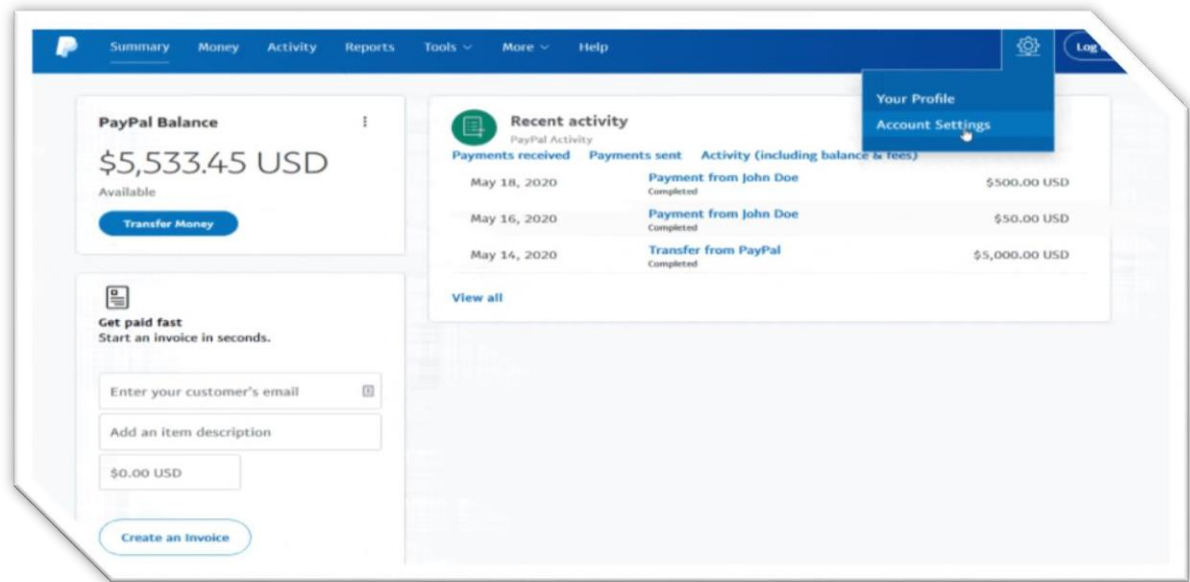 Summary Money Activity Reports Tools More Help
Log
Your Profile
Account Settings
PayPal Balance
$5,533.45 USD
Available
Transfer Money
Get paid fast
Start an invoice in seconds.
Enter your customer's email
Add an item description
$0.00 USD
Create an Invoice
Recent activity
PayPal Activity
Payments received Payments sent Activity (including balance & fees)
May 18, 2020 Payment from John Doe $500.00 USD
Completed
May 16, 2020 Payment from John Doe $50.00 USD
Completed
May 14, 2020 Transfer from PayPal $5,000.00 USD
Completed
View all